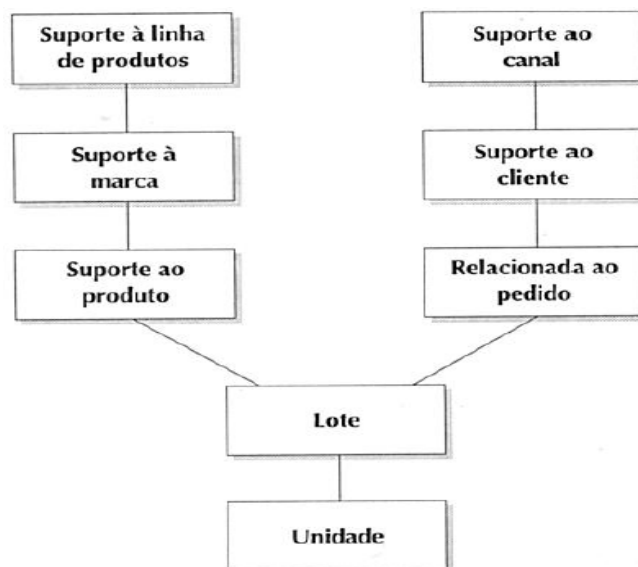 Suporte à linha
de produtos
Suporte ao
canal
Suporte à
marca
Suporte ao
cliente
Suporte ao
produto
Relacionada ao
pedido
Lote
Unidade